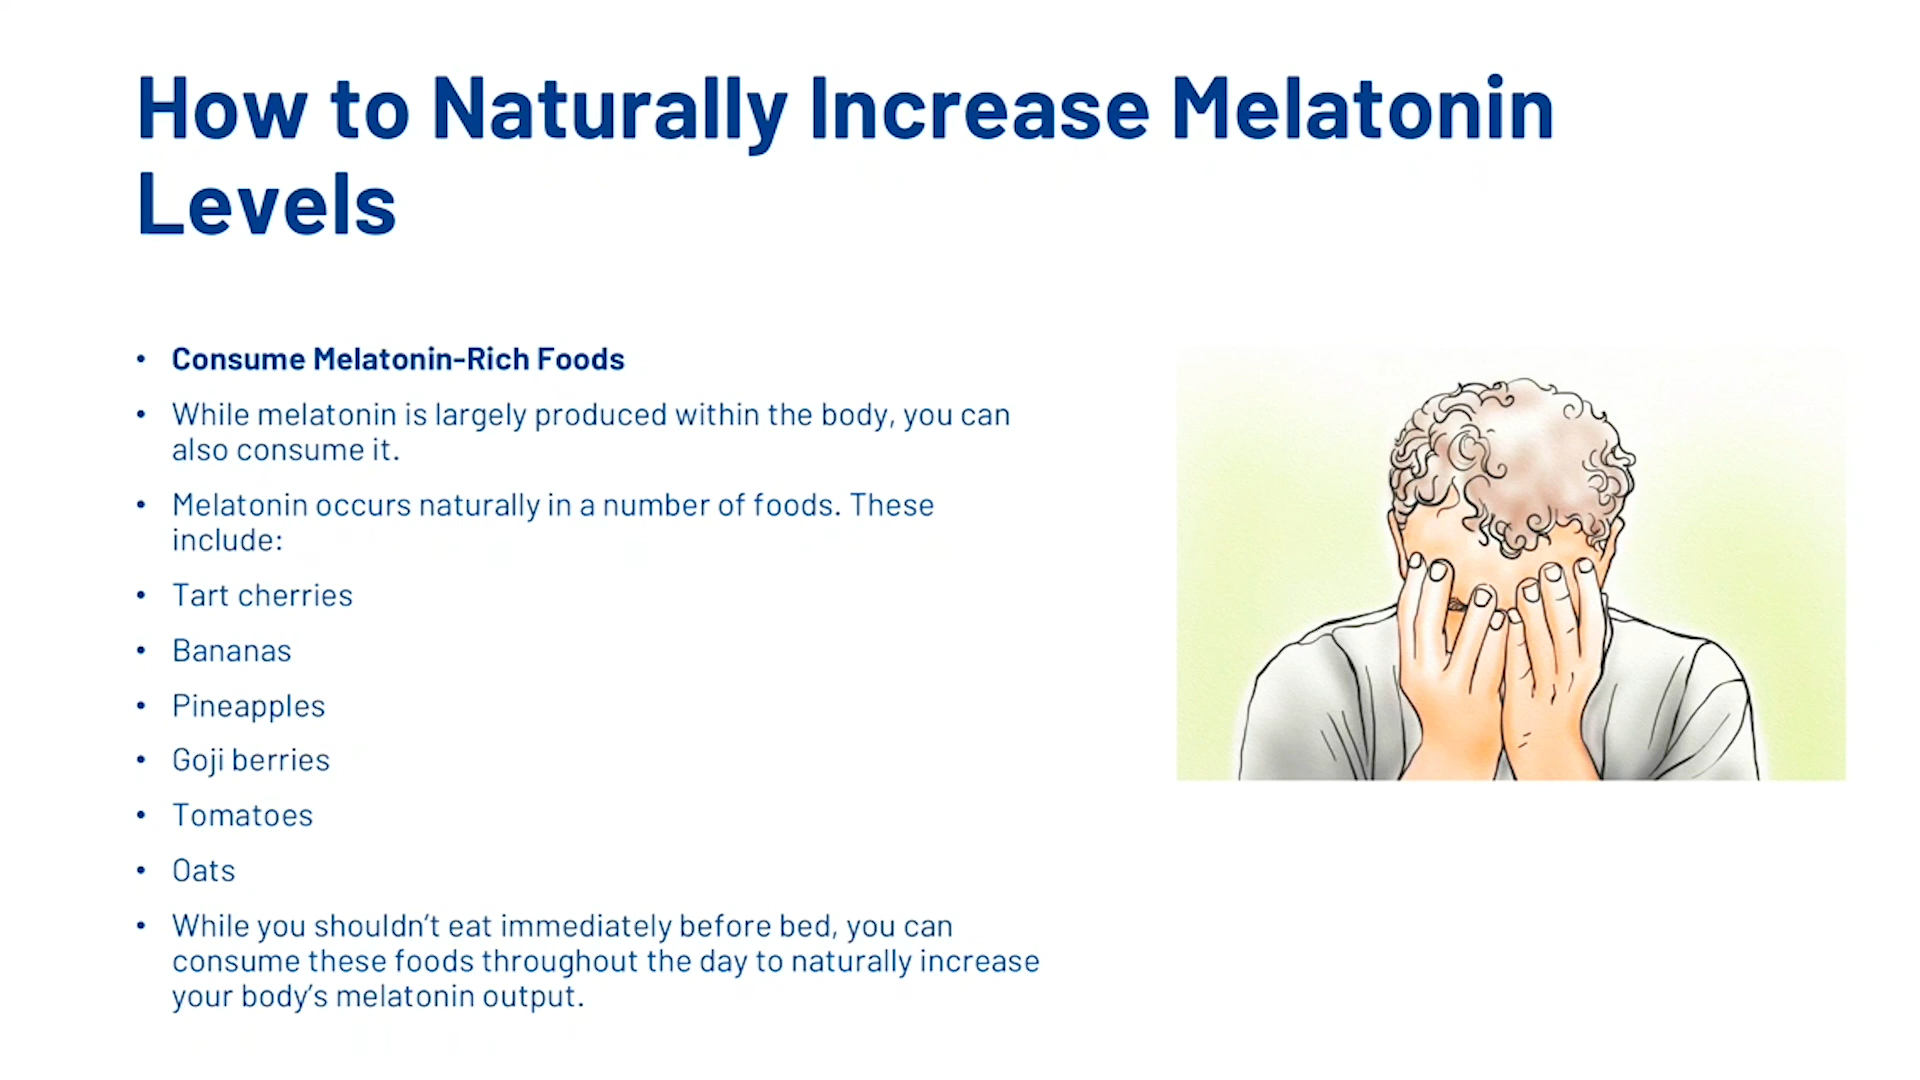 How to Naturally Increase Melatonin
Levels
• Consume Melatonin-Rich Foods
• While melatonin is largely produced within the body, you can
also consume it.
• Melatonin occurs naturally in a number of foods. These
include:
• Tart cherries
• Bananas
• Pineapples
• Goji berries
• Tomatoes
• Oats
• While you shouldn’t eat immediately before bed, you can
consume these foods throughout the day to naturally increase
your body’s melatonin output.